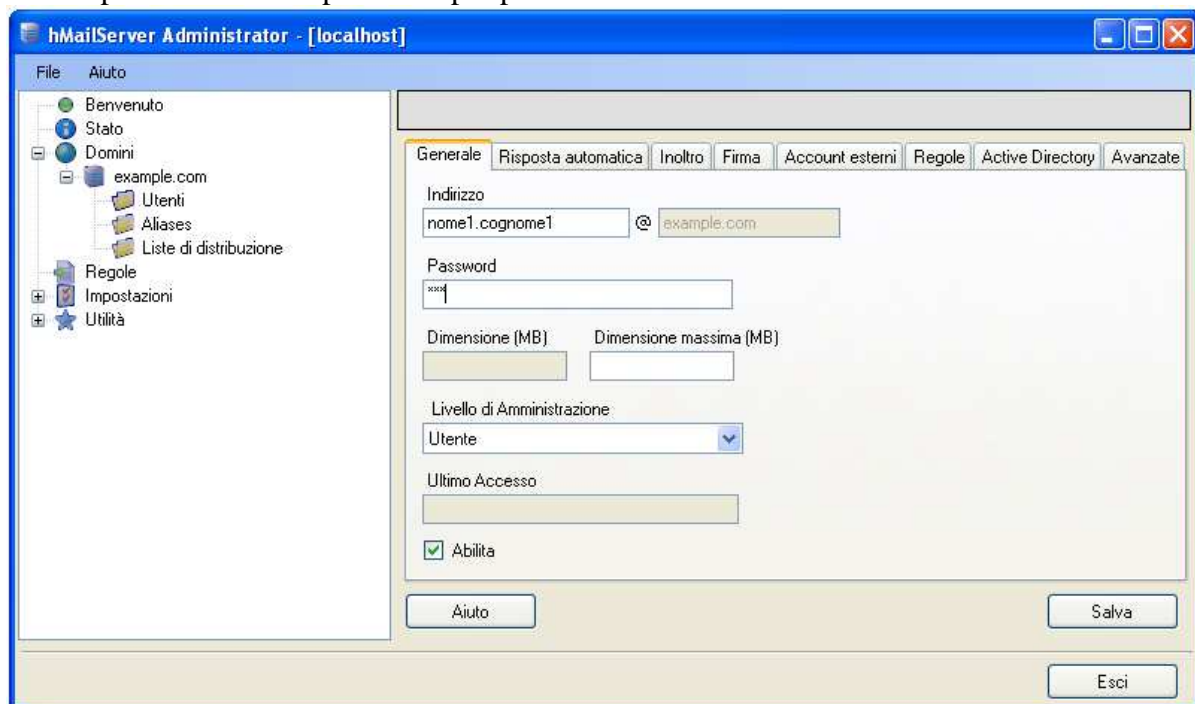 hMailServer Administrator - [localhost]
File Aiuto
Benvenuto
Stato
Domini
example.com
Utenti
Aliases
Liste di distribuzione
Regole
Impostazioni
Utilità
Generale Risposta automatica Inoltro Firma Account esterni Regole Active Directory Avanzate
Indirizzo
nome1.cognome1 @ example.com
Password
***
Dimensione (MB) Dimensione massima (MB)
Livello di Amministrazione
Utente
Ultimo Accesso
Abilita
Aiuto Salva
Esci